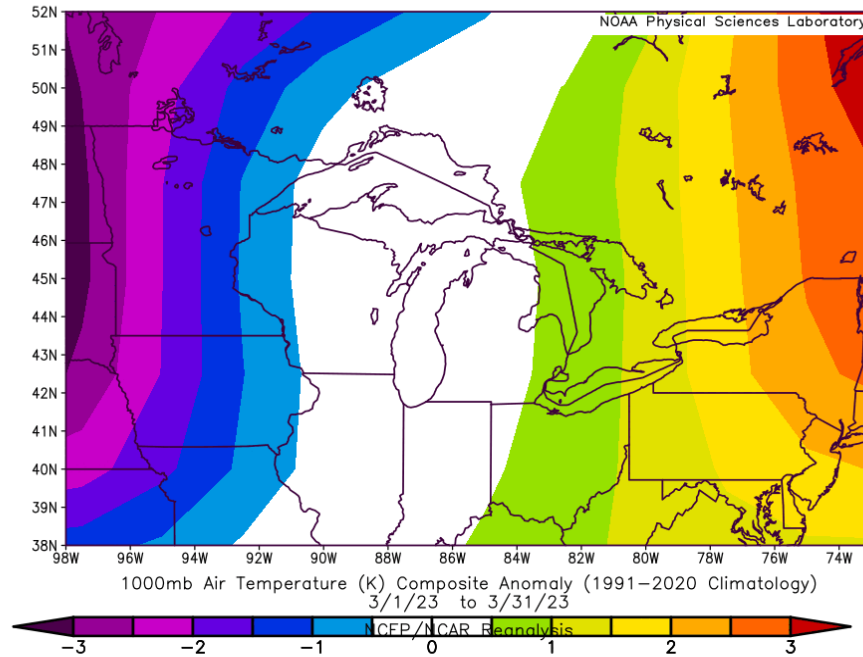 NOAA Physical Sciences Laboratory
52N
51N
50N
49N
48N
47N
46N
45N
44N
43N
42N
41N
40N
39N
38N
98W 96W 94W 92W 90W 88W 86W 84W 82W 80W 78W 76W 74W
1000mb Air Temperature (K) Composite Anomaly (1991-2020 Climatology)
3/1/23 to 3/31/23
NCEP/NCAR Reanalysis
-3 -2 -1 0 1 2 3